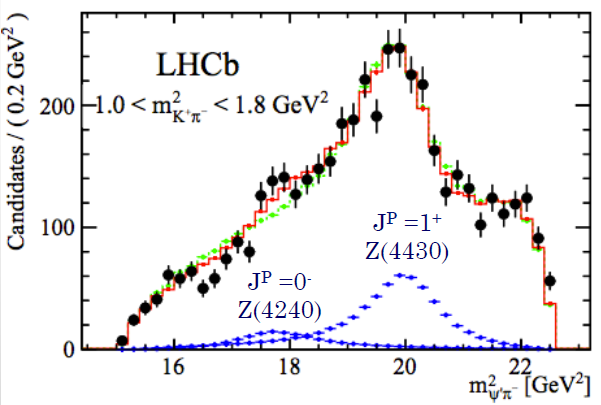 Candidates / ( 0.2 GeV²)
200
100
0
LHCb
1.0 < m²K⁺π⁻ < 1.8 GeV²
Jᴾ =1⁺
Z(4430)
Jᴾ =0⁻
Z(4240)
16 18 20 22
m²ψ'π⁻ [GeV²]